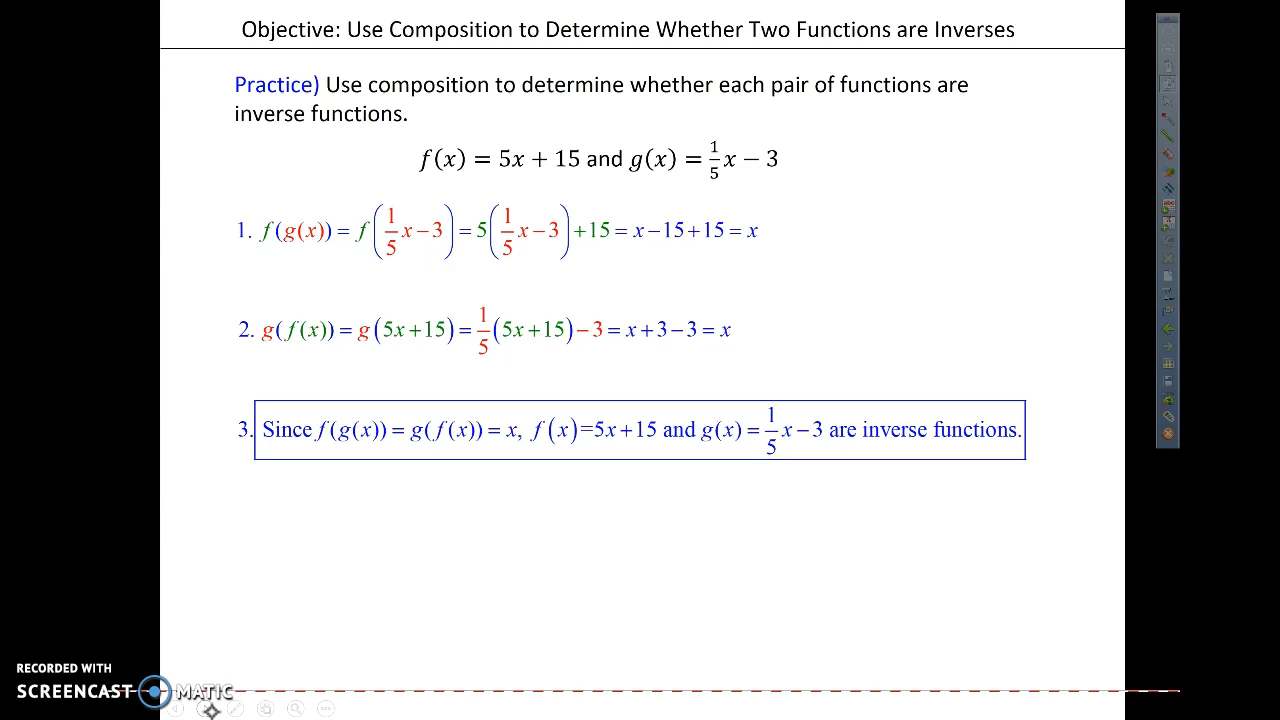 Objective: Use Composition to Determine Whether Two Functions are Inverses
Practice) Use composition to determine whether each pair of functions are
inverse functions.
f(x) = 5x + 15 and g(x) = 1/5 x − 3
1. f(g(x)) = f(1/5 x − 3) = 5(1/5 x − 3) + 15 = x − 15 + 15 = x
2. g(f(x)) = g(5x + 15) = 1/5 (5x + 15) − 3 = x + 3 − 3 = x
3. Since f(g(x)) = g(f(x)) = x, f(x)=5x + 15 and g(x) = 1/5 x − 3 are inverse functions.
RECORDED WITH
SCREENCAST MATIC